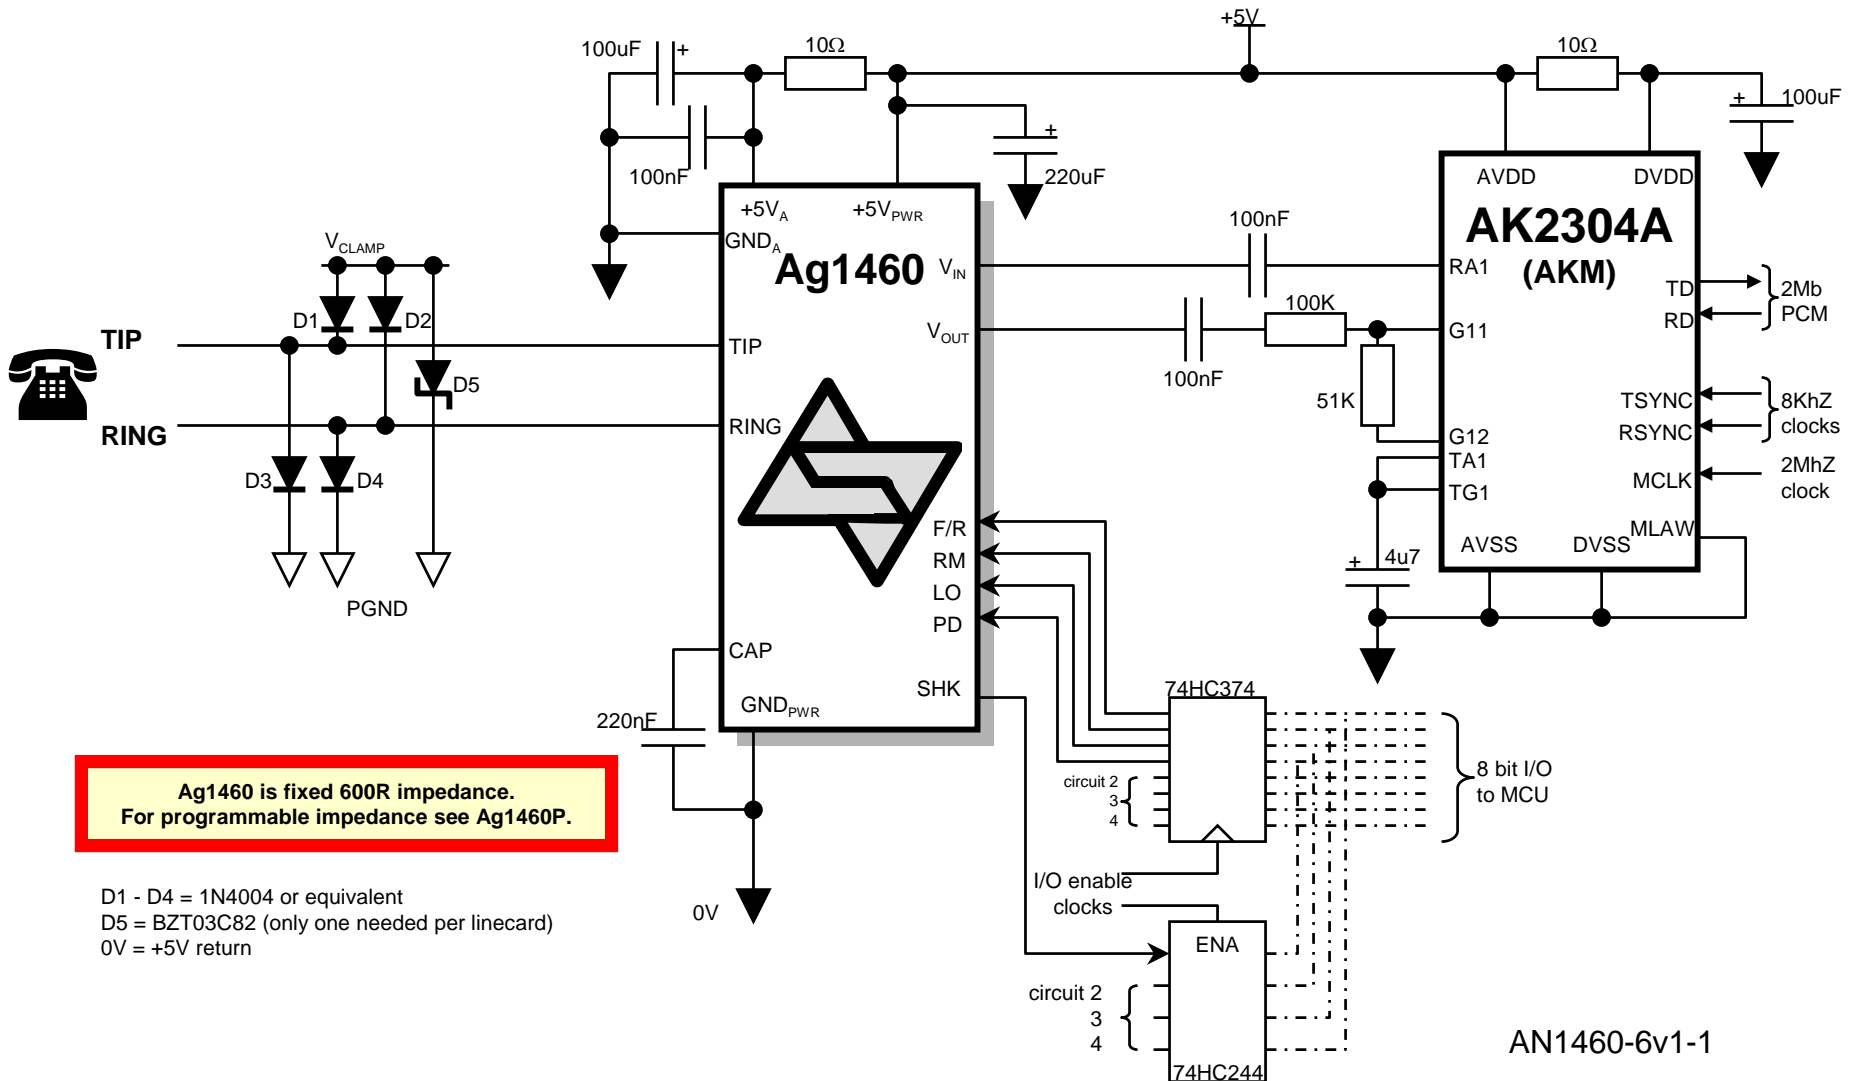 +5V
100uF
+
10Ω
10Ω
+
100uF
+
100nF
220uF
+5VA
+5VPWR
GNDA
Ag1460
VIN
VOUT
TIP
RING
F/R
RM
LO
PD
CAP
SHK
GNDPWR
VCLAMP
D1
D2
TIP
D5
RING
D3
D4
PGND
100nF
100K
100nF
51K
AVDD
DVDD
AK2304A
(AKM)
RA1
TD
RD
G11
TSYNC
RSYNC
G12
TA1
TG1
MCLK
MLAW
AVSS
DVSS
2Mb
PCM
8KhZ
clocks
2MhZ
clock
+
4u7
220nF
0V
74HC374
circuit 2
3
4
8 bit I/O
to MCU
I/O enable
clocks
ENA
circuit 2
3
4
74HC244
Ag1460 is fixed 600R impedance.
For programmable impedance see Ag1460P.
D1 - D4 = 1N4004 or equivalent
D5 = BZT03C82 (only one needed per linecard)
0V = +5V return
AN1460-6v1-1